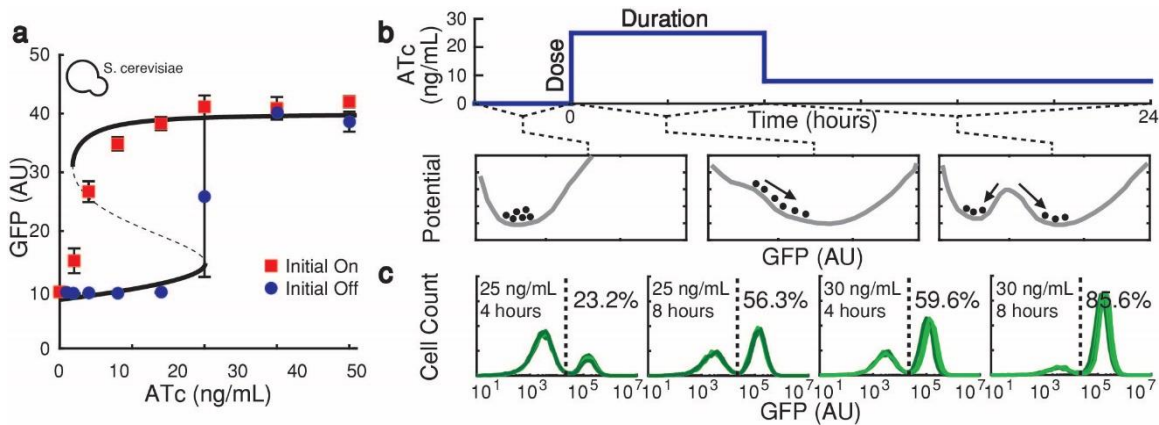 a
S. cerevisiae
GFP (AU)
50
40
30
20
10
0
Initial On
Initial Off
0
10
20
30
40
50
ATc (ng/mL)
b
Duration
Dose
ATc
(ng/mL)
30
20
10
0
0
Time (hours)
24
Potential
GFP (AU)
c
Cell Count
25 ng/mL
4 hours
23.2%
25 ng/mL
8 hours
56.3%
30 ng/mL
4 hours
59.6%
30 ng/mL
8 hours
85.6%
10^1 10^3 10^5 10^7
10^1 10^3 10^5 10^7
10^1 10^3 10^5 10^7
10^1 10^3 10^5 10^7
GFP (AU)